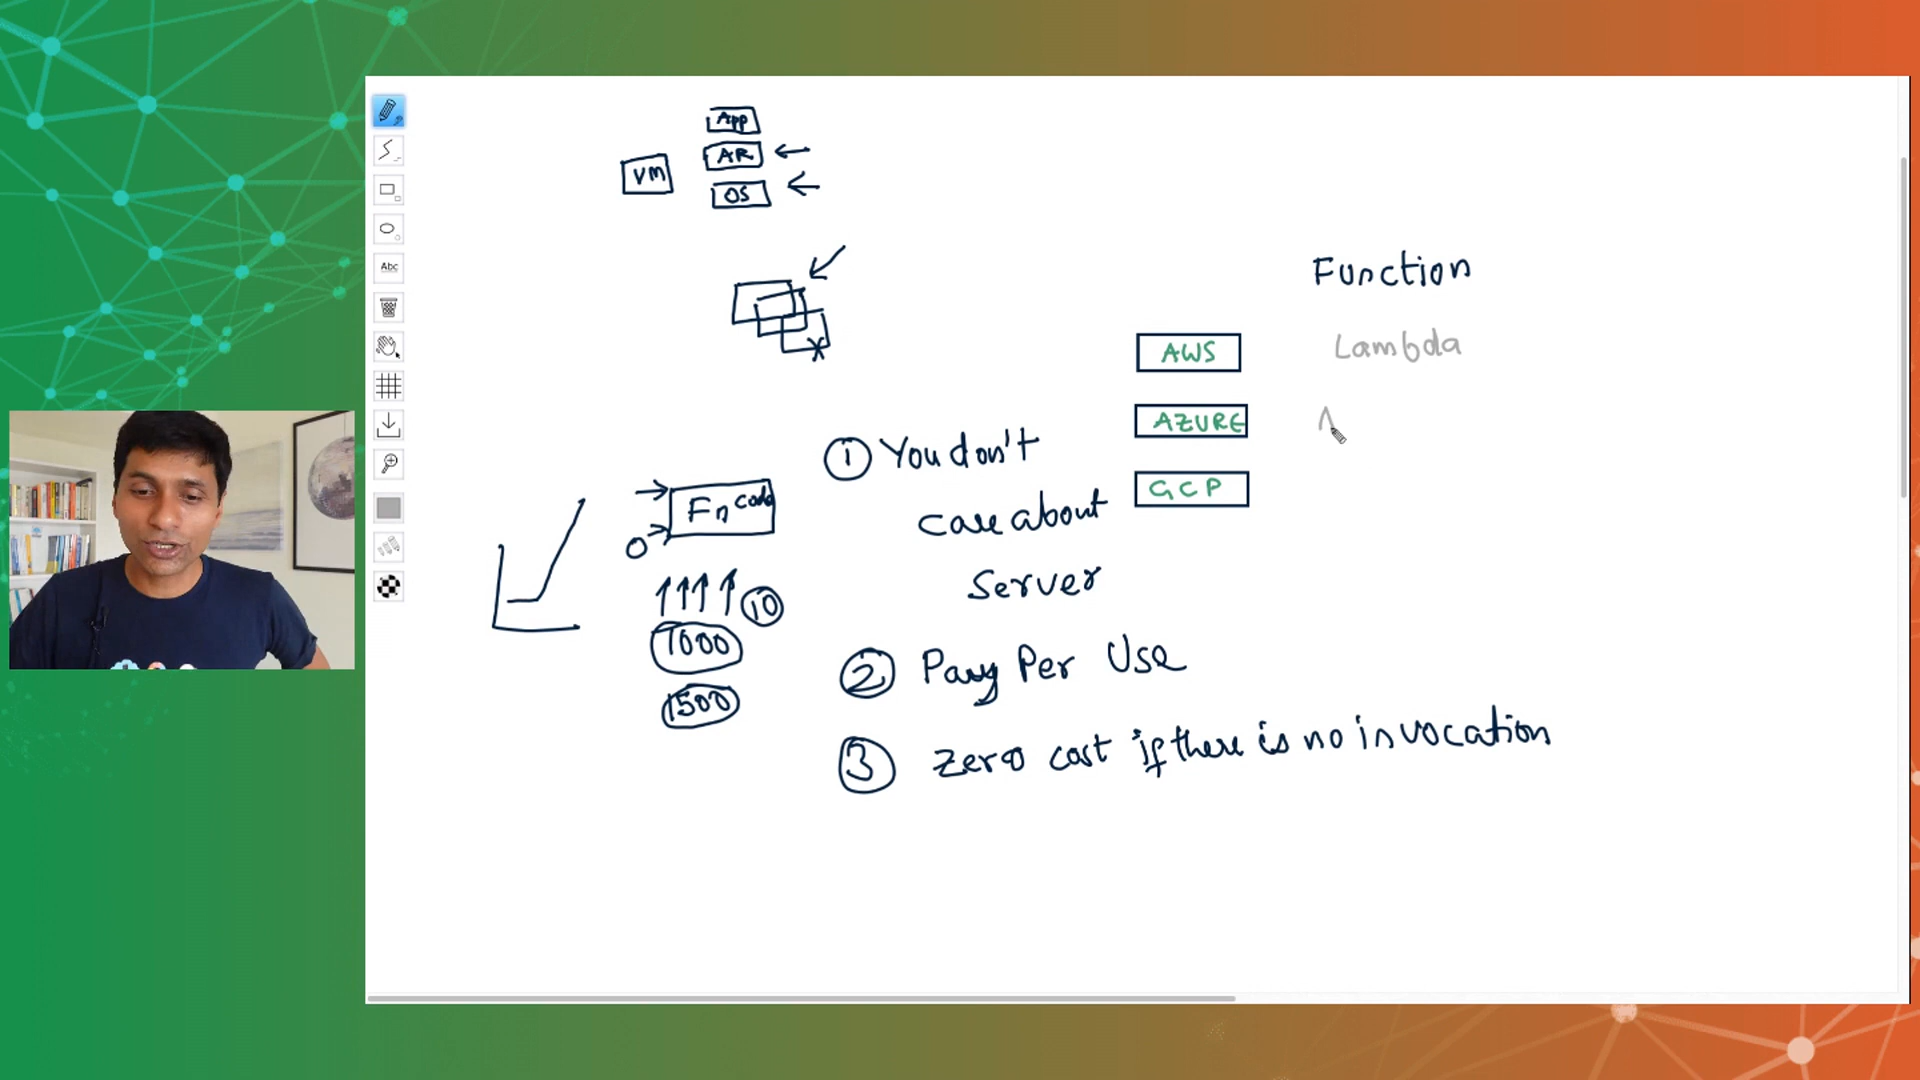 App
AR
VM
OS
Abc
Function
AWS
Lambda
AZURE
A
GCP
① You don't
care about
Server
Fn code
10
1000
1500
② Pay Per Use
③ Zero cost if there is no invocation